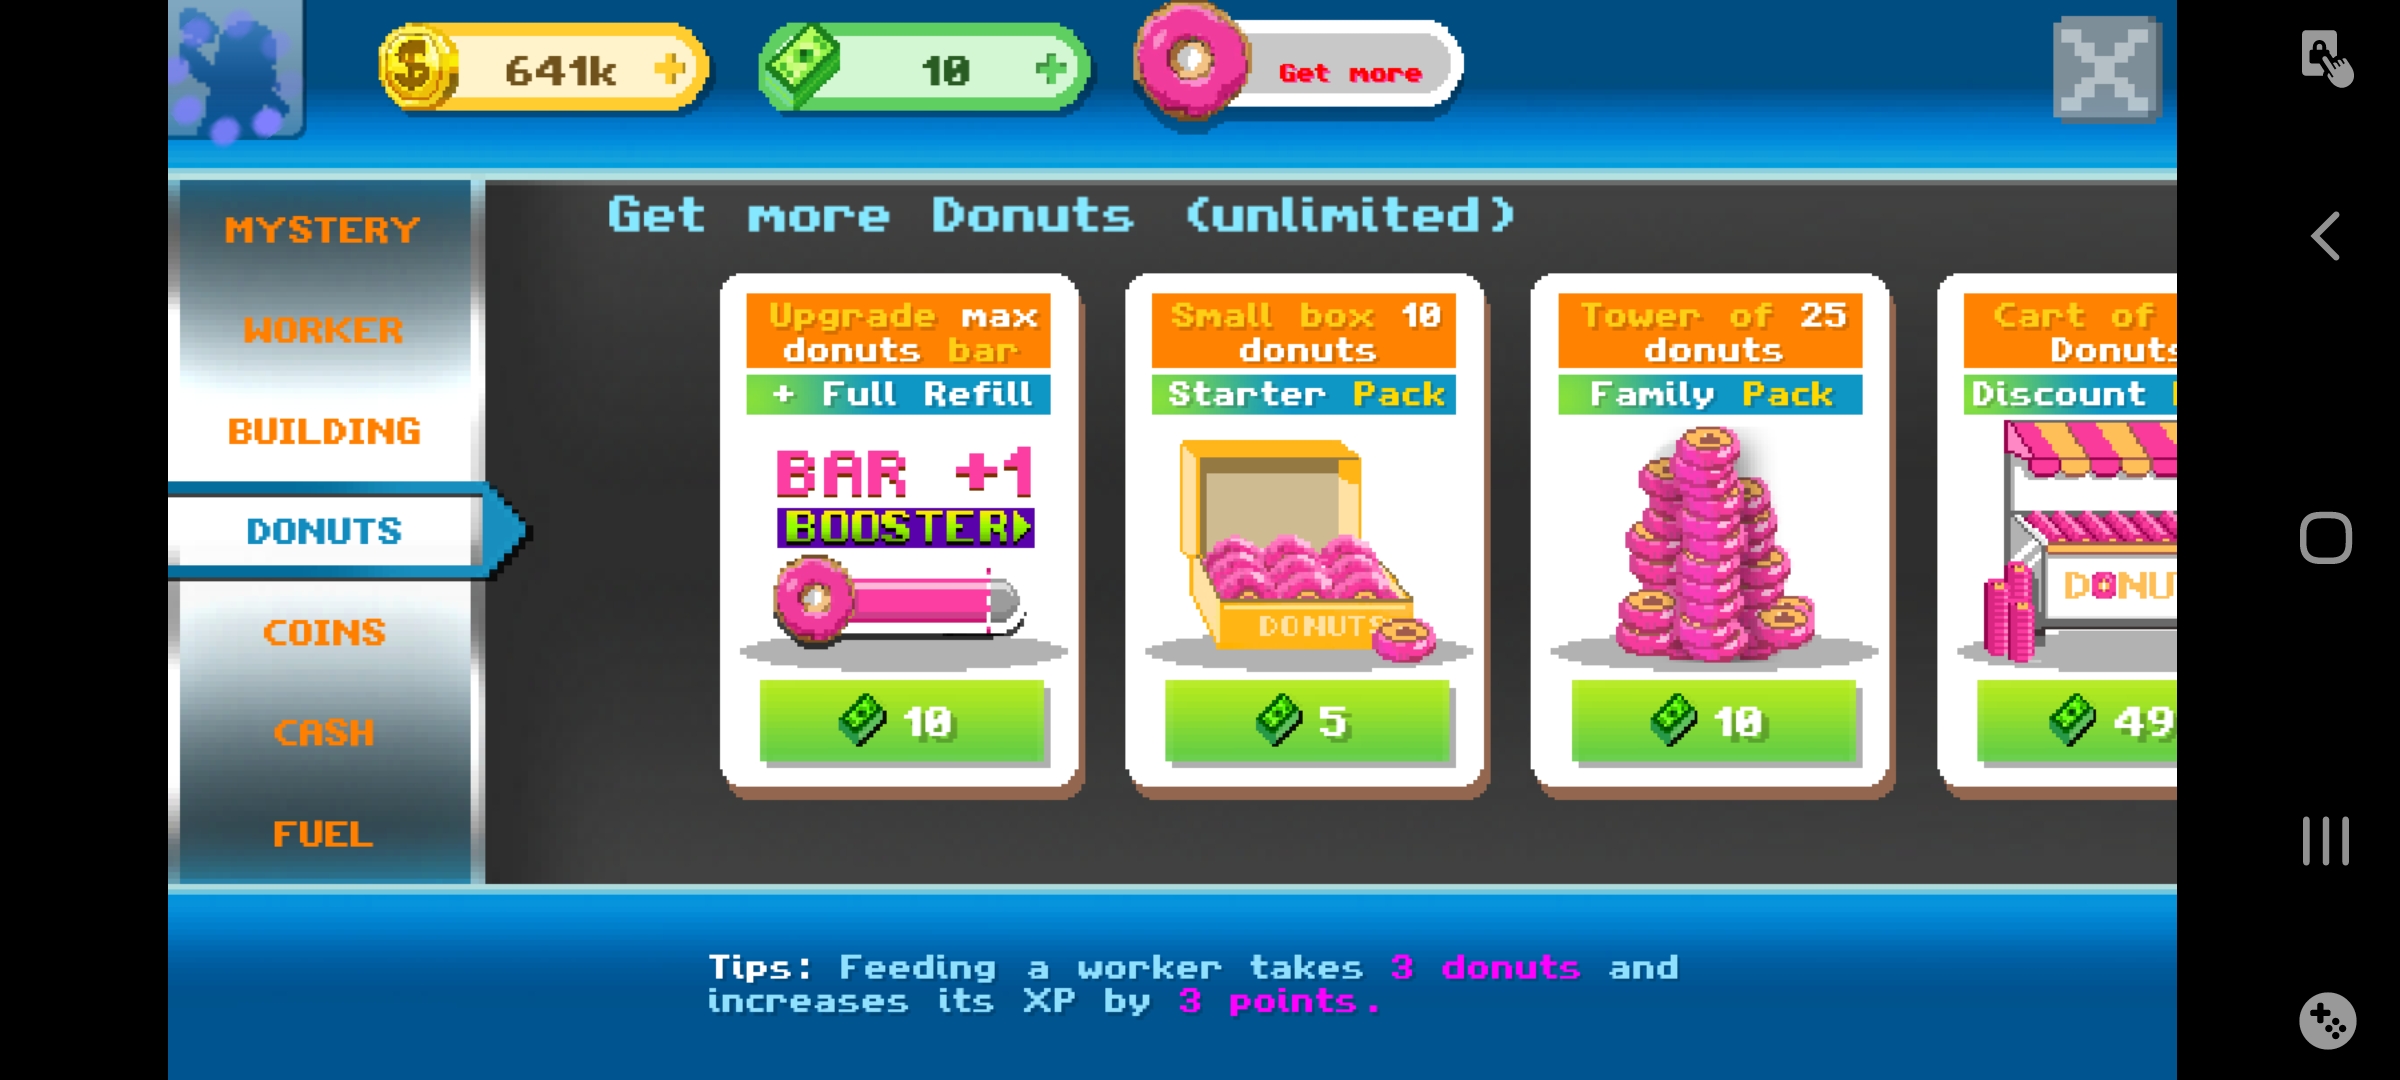 641k
10
Get more
MYSTERY
WORKER
BUILDING
DONUTS
COINS
CASH
FUEL
Get more Donuts (unlimited)
Upgrade max
donuts bar
+ Full Refill
BAR +1
BOOSTER
10
Small box 10
donuts
Starter Pack
DONUTS
5
Tower of 25
donuts
Family Pack
10
Cart of
Donuts
Discount
DONU
49
Tips: Feeding a worker takes 3 donuts and
increases its XP by 3 points.